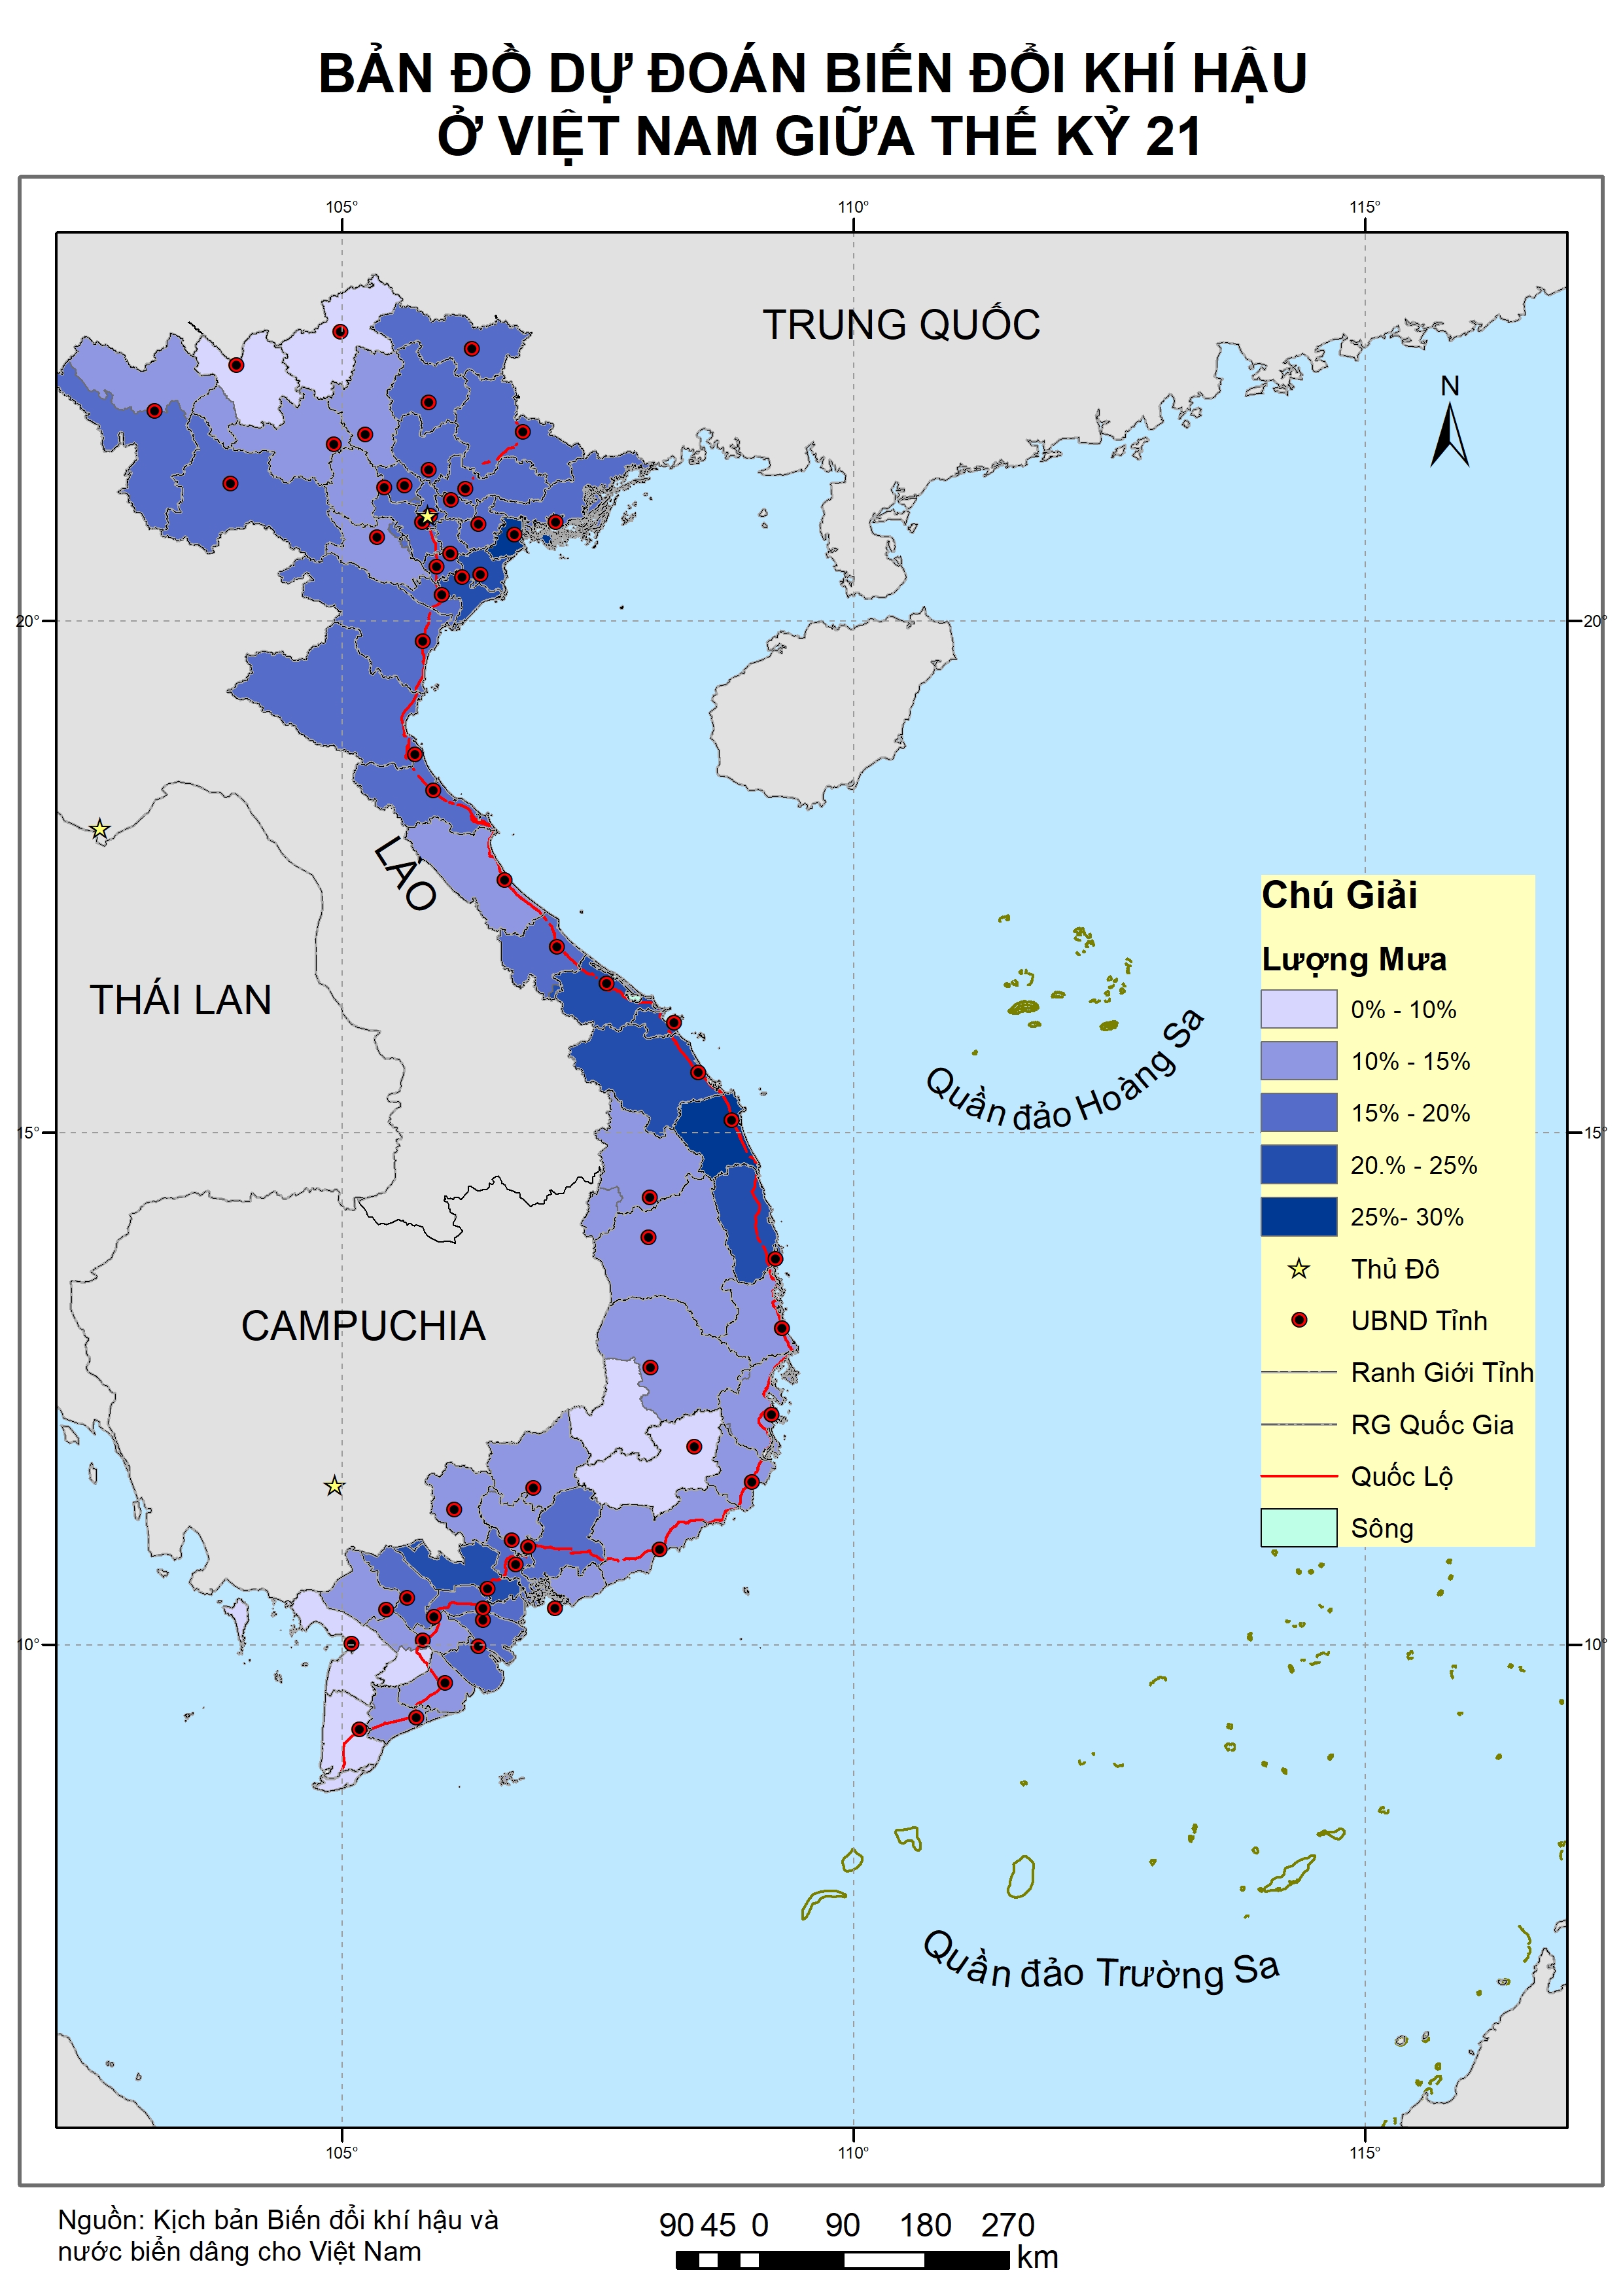 BẢN ĐỒ DỰ ĐOÁN BIẾN ĐỔI KHÍ HẬU
Ở VIỆT NAM GIỮA THẾ KỶ 21
105°
110°
115°
TRUNG QUỐC
N
20°
20°
LÀO
THÁI LAN
Quần đảo Hoàng Sa
15°
15°
CAMPUCHIA
Chú Giải
Lượng Mưa
0% - 10%
10% - 15%
15% - 20%
20.% - 25%
25%- 30%
Thủ Đô
UBND Tỉnh
Ranh Giới Tỉnh
RG Quốc Gia
Quốc Lộ
Sông
10°
10°
Quần đảo Trường Sa
105°
110°
115°
Nguồn: Kịch bản Biến đổi khí hậu và
nước biển dâng cho Việt Nam
90 45 0 90 180 270
km